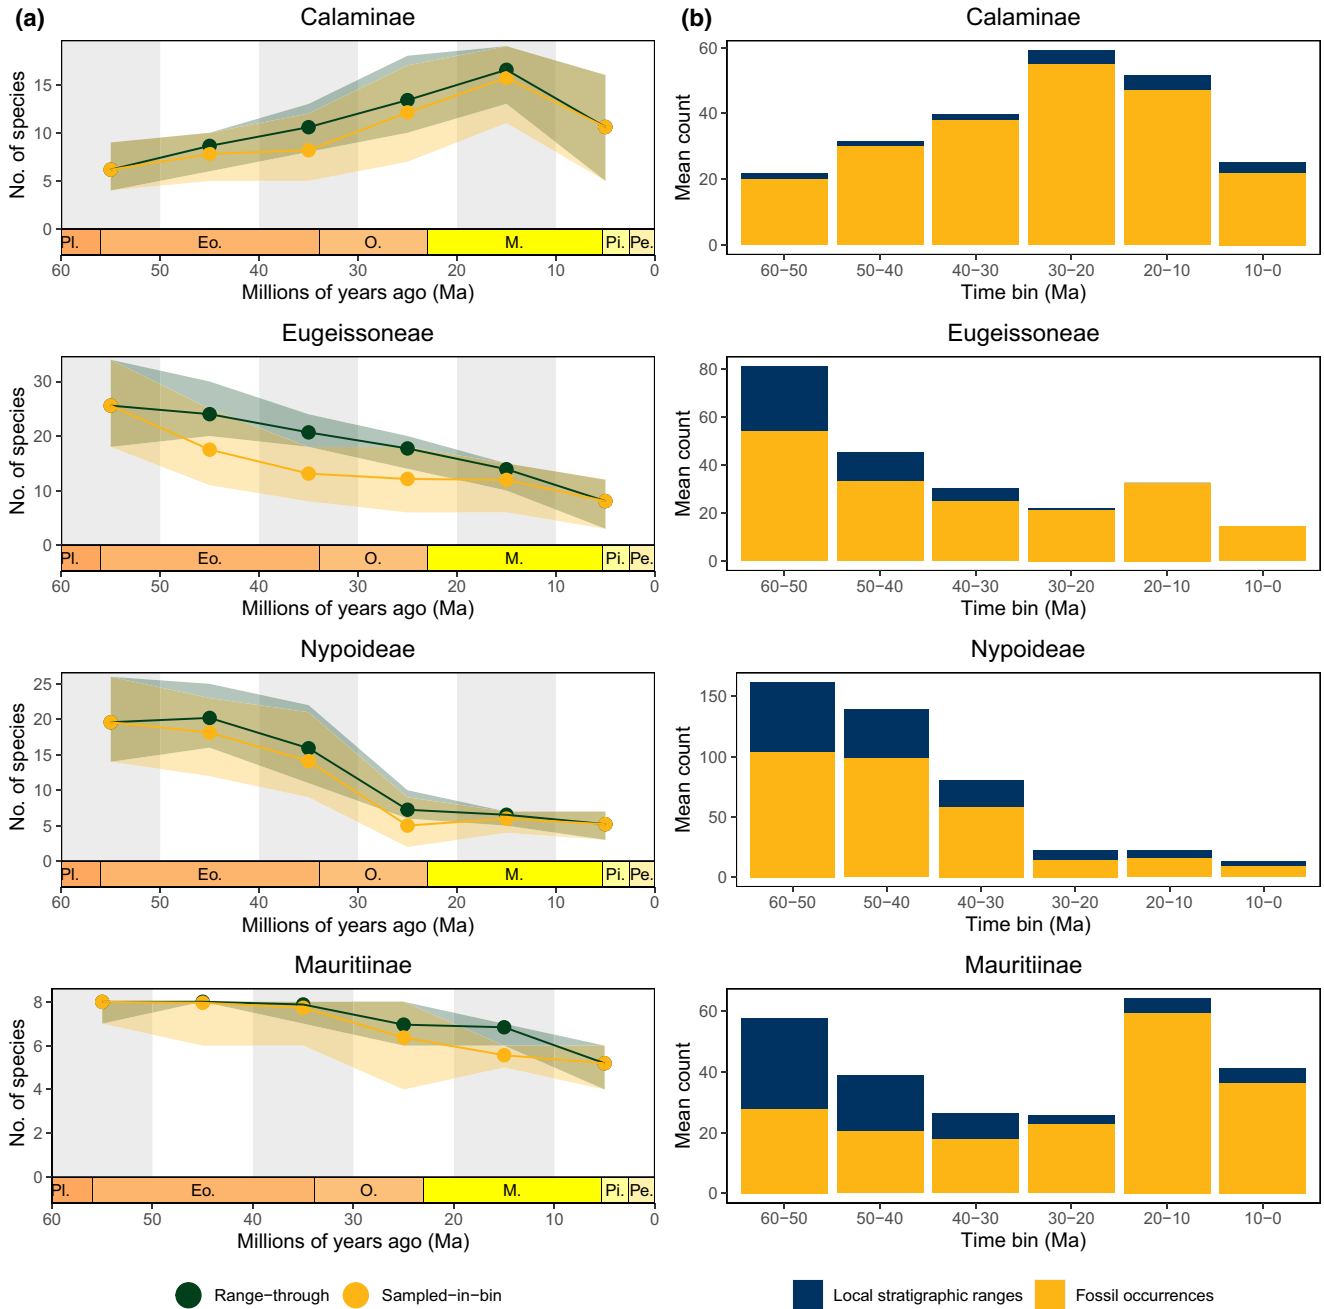 (a)
Calaminae
No. of species
15
10
5
0
Pl.
Eo.
O.
M.
Pi.
Pe.
60
50
40
30
20
10
0
Millions of years ago (Ma)
(b)
Calaminae
Mean count
60
40
20
0
60−50
50−40
40−30
30−20
20−10
10−0
Time bin (Ma)
Eugeissoneae
No. of species
30
20
10
0
Pl.
Eo.
O.
M.
Pi.
Pe.
60
50
40
30
20
10
0
Millions of years ago (Ma)
Eugeissoneae
Mean count
80
60
40
20
0
60−50
50−40
40−30
30−20
20−10
10−0
Time bin (Ma)
Nypoideae
No. of species
25
20
15
10
5
0
Pl.
Eo.
O.
M.
Pi.
Pe.
60
50
40
30
20
10
0
Millions of years ago (Ma)
Nypoideae
Mean count
150
100
50
0
60−50
50−40
40−30
30−20
20−10
10−0
Time bin (Ma)
Mauritiinae
No. of species
8
6
4
2
0
Pl.
Eo.
O.
M.
Pi.
Pe.
60
50
40
30
20
10
0
Millions of years ago (Ma)
Mauritiinae
Mean count
60
40
20
0
60−50
50−40
40−30
30−20
20−10
10−0
Time bin (Ma)
Range−through
Sampled−in−bin
Local stratigraphic ranges
Fossil occurrences